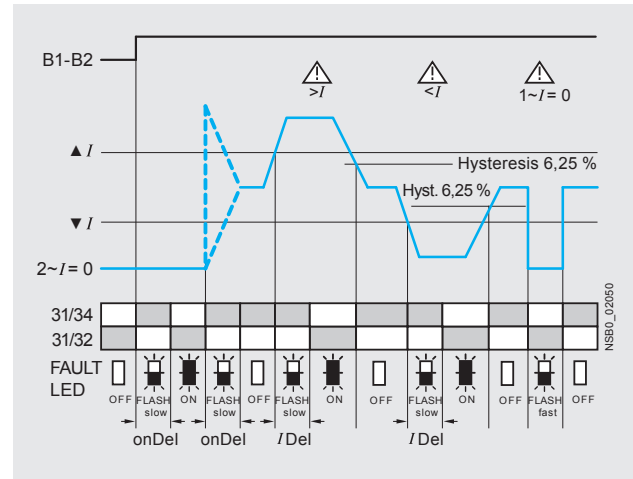 B1-B2
>I
<I
1~I = 0
▲ I
Hysteresis 6,25 %
Hyst. 6,25 %
▼ I
2~I = 0
NSB0_02050
31/34
31/32
FAULT
LED
OFF FLASH slow ON FLASH slow OFF FLASH slow ON OFF FLASH slow ON OFF FLASH fast OFF
onDel onDel I Del I Del